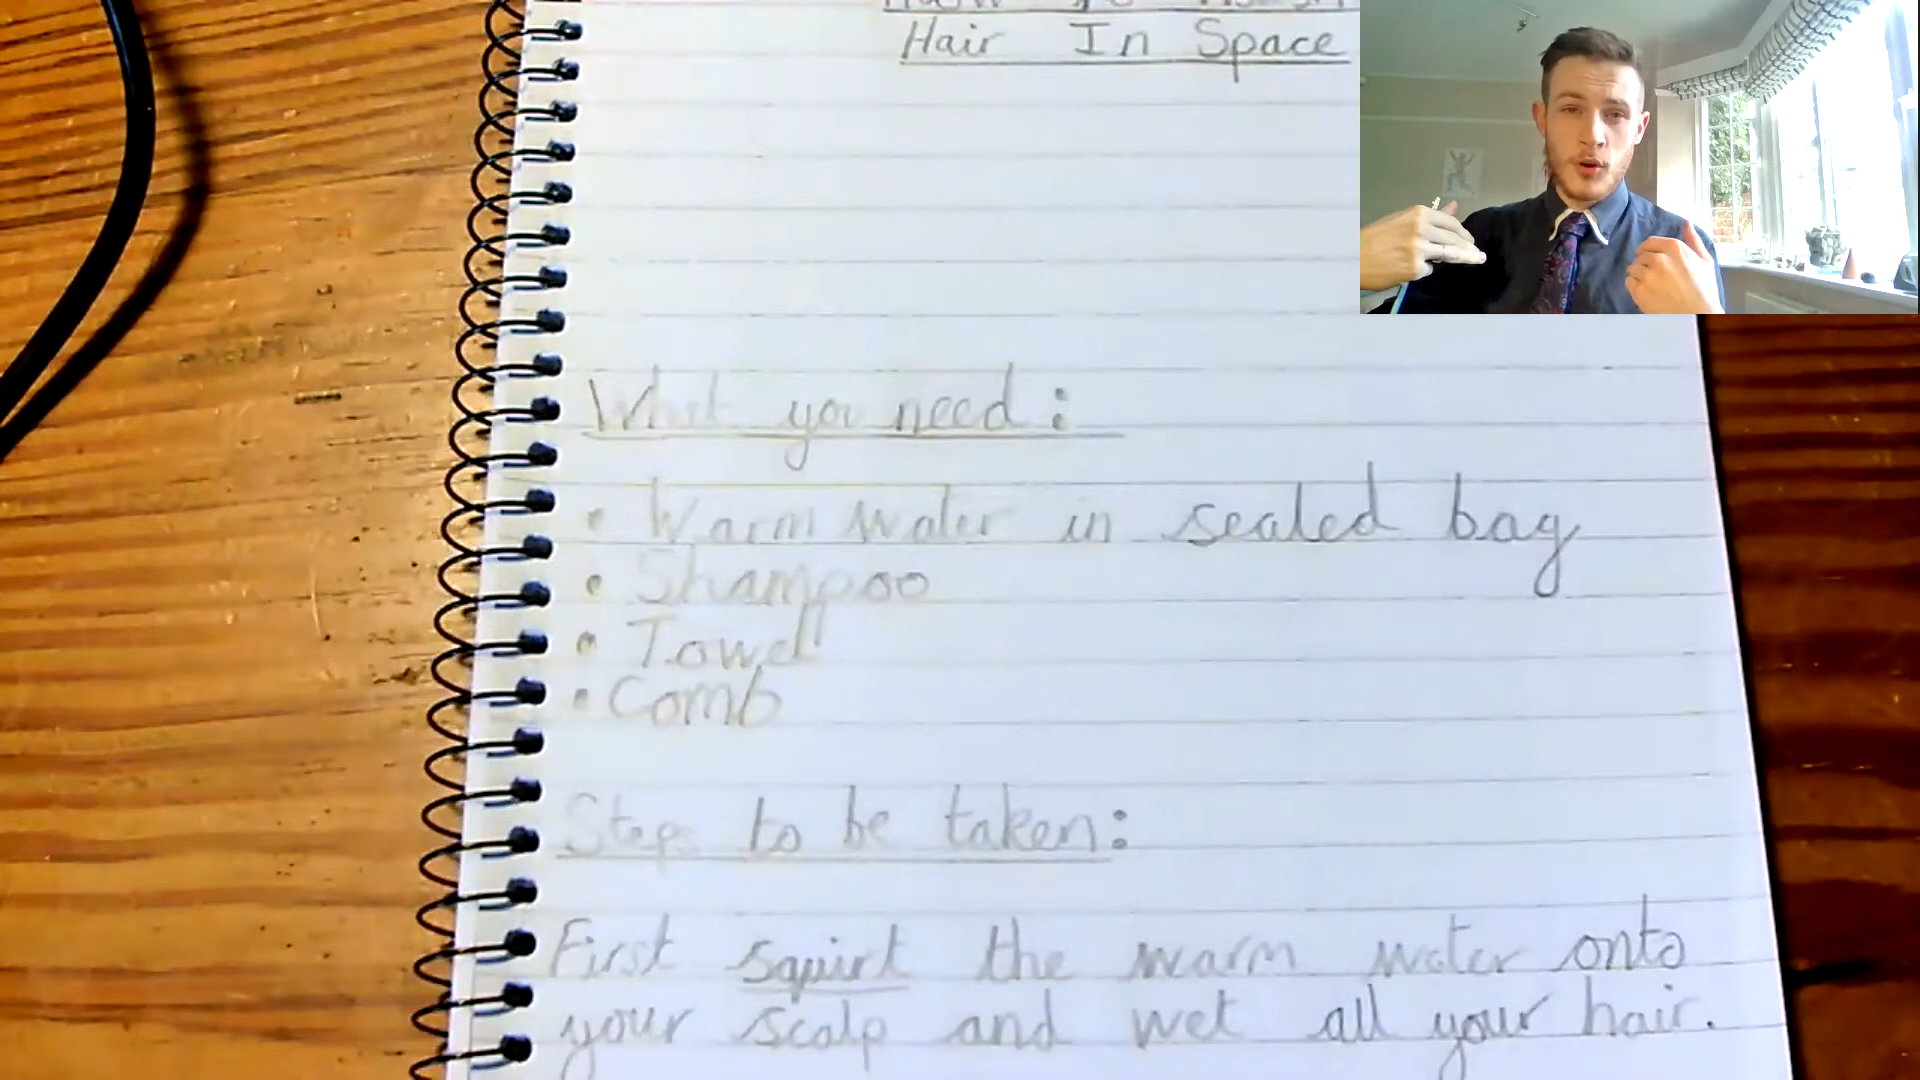 Hair In Space
What you need:
• Warm water in sealed bag
• Shampoo
• Towel
• Comb
Steps to be taken:
First squirt the warm water onto
your scalp and wet all your hair.